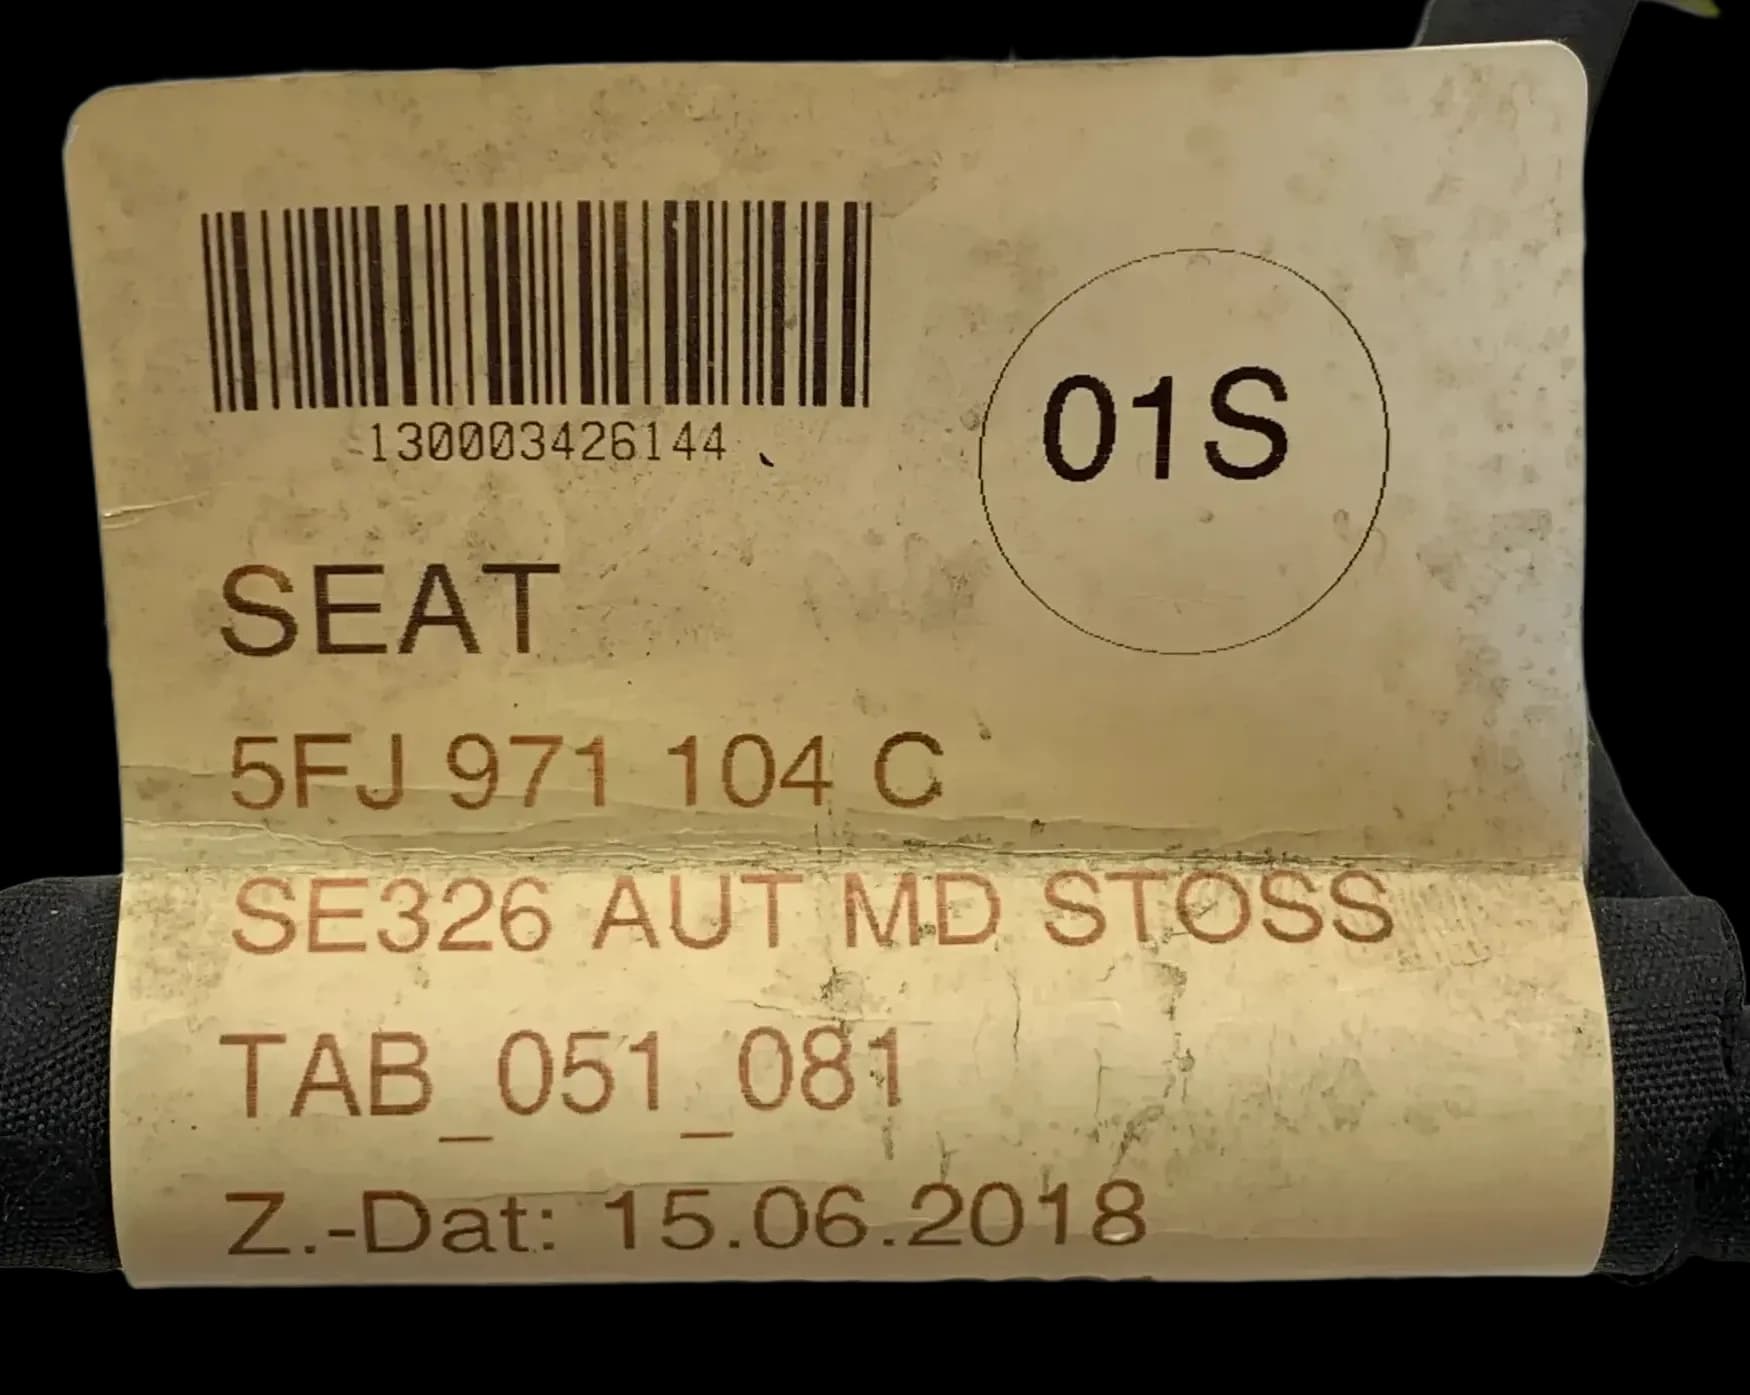 130003426144
01S
SEAT
5FJ 971 104 C
SE326 AUT MD STOSS
TAB_051_081
Z.-Dat: 15.06.2018